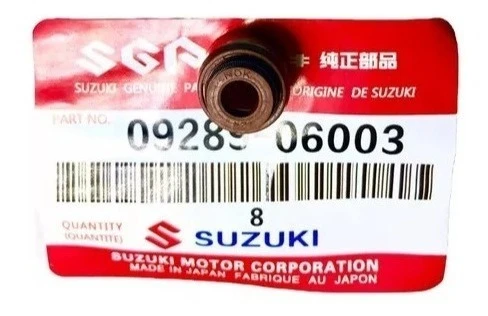 SGP 純正部品
NOK
SUZUKI GENUINE PA ORIGINE DE SUZUKI
PART NO.
09289 06003
8
QUANTITY
(QUANTITE)
SUZUKI
SUZUKI MOTOR CORPORATION
MADE IN JAPAN FABRIQUE AU JAPON